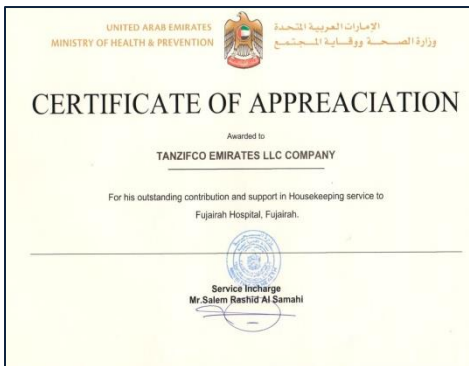 UNITED ARAB EMIRATES
MINISTRY OF HEALTH & PREVENTION
الإمارات العربية المتحدة
وزارة الصحة ووقاية المجتمع
CERTIFICATE OF APPREACIATION
Awarded to
TANZIFCO EMIRATES LLC COMPANY
For his outstanding contribution and support in Housekeeping service to
Fujairah Hospital, Fujairah.
Service Incharge
Mr.Salem Rashid Al Samahi